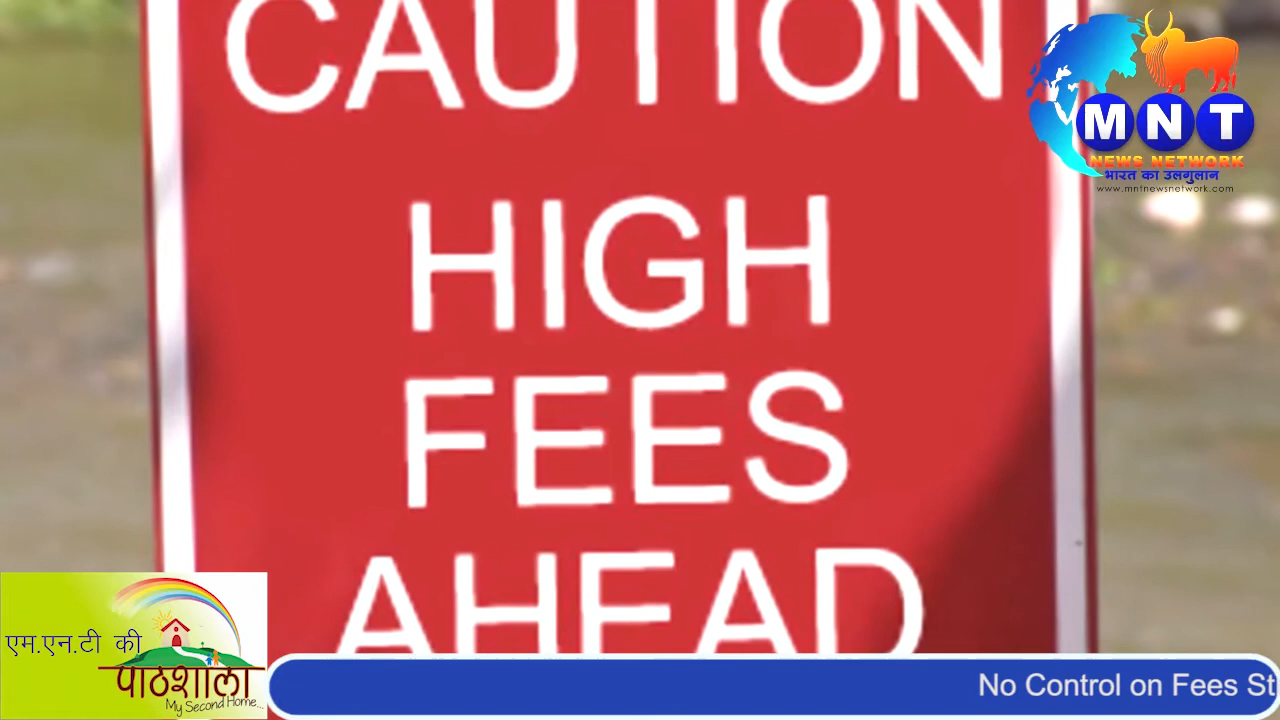 CAUTION
HIGH
FEES
AHEAD
MNT
NEWS NETWORK
भारत का उलगुलान
www.mntnewsnetwork.com
एम.एन.टी की
पाठशाला
My Second Home...
No Control on Fees St